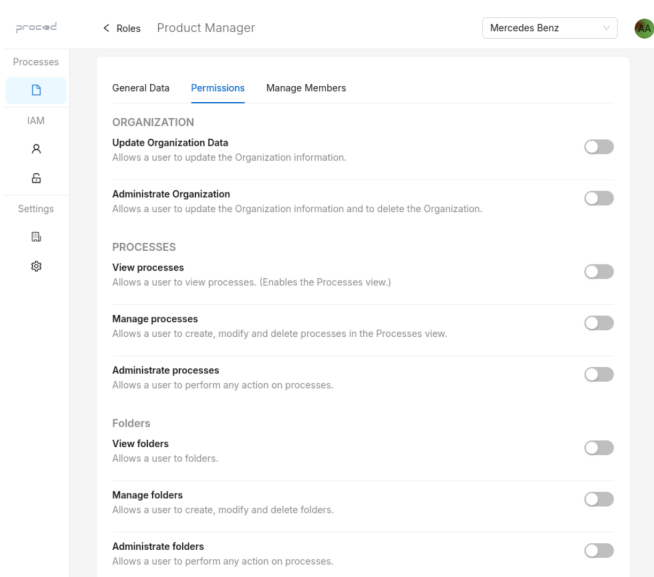 proceed
Roles
Product Manager
Mercedes Benz
AA
Processes
IAM
Settings
General Data
Permissions
Manage Members
ORGANIZATION
Update Organization Data
Allows a user to update the Organization information.
Administrate Organization
Allows a user to update the Organization information and to delete the Organization.
PROCESSES
View processes
Allows a user to view processes. (Enables the Processes view.)
Manage processes
Allows a user to create, modify and delete processes in the Processes view.
Administrate processes
Allows a user to perform any action on processes.
Folders
View folders
Allows a user to folders.
Manage folders
Allows a user to create, modify and delete folders.
Administrate folders
Allows a user to perform any action on processes.